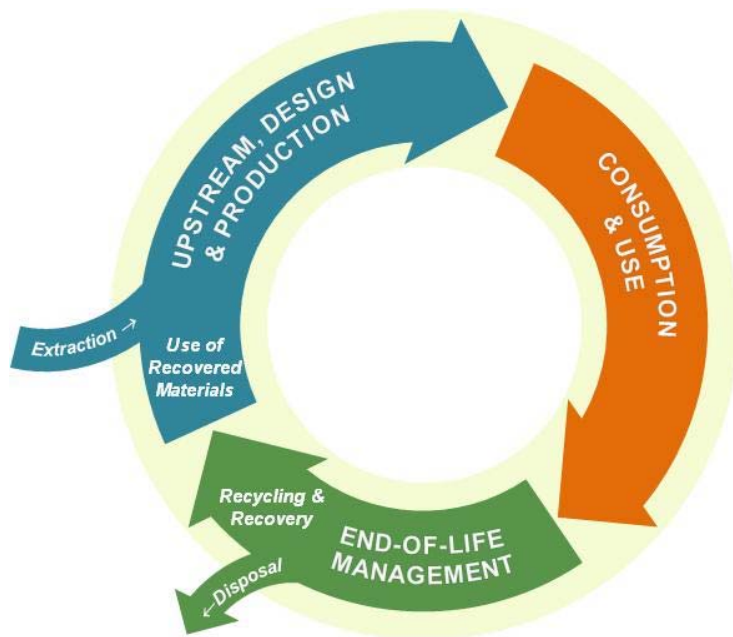 UPSTREAM, DESIGN
& PRODUCTION
CONSUMPTION
& USE
Extraction →
Use of
Recovered
Materials
Recycling &
Recovery
END-OF-LIFE
MANAGEMENT
←Disposal